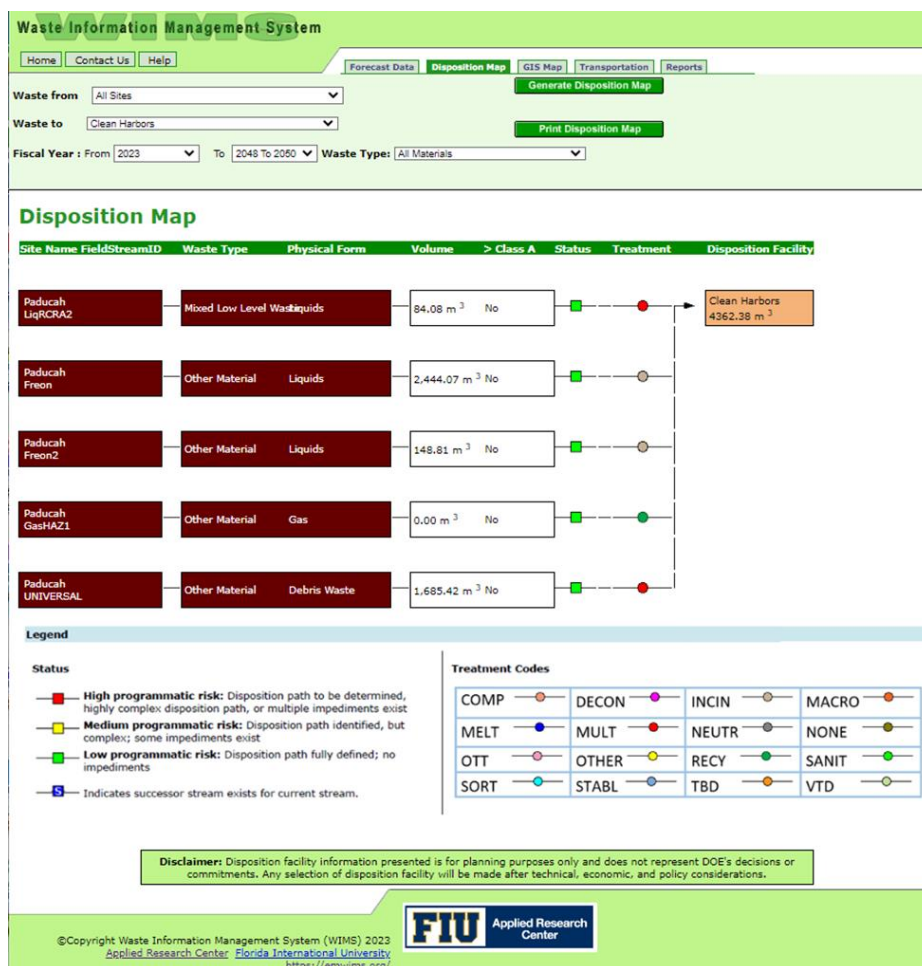 WIMS
Waste Information Management System
Home Contact Us Help
Forecast Data Disposition Map GIS Map Transportation Reports
Waste from All Sites Generate Disposition Map
Waste to Clean Harbors Print Disposition Map
Fiscal Year : From 2023 To 2048 To 2050 Waste Type: All Materials
Disposition Map
Site Name FieldStreamID Waste Type Physical Form Volume > Class A Status Treatment Disposition Facility
Paducah
LiqRCRA2
Mixed Low Level Waste Liquids 84.08 m 3 No
Clean Harbors
4362.38 m 3
Paducah
Freon
Other Material Liquids 2,444.07 m 3 No
Paducah
Freon2
Other Material Liquids 148.81 m 3 No
Paducah
GasHAZ1
Other Material Gas 0.00 m 3 No
Paducah
UNIVERSAL
Other Material Debris Waste 1,685.42 m 3 No
Legend
Status
High programmatic risk: Disposition path to be determined,
highly complex disposition path, or multiple impediments exist
Medium programmatic risk: Disposition path identified, but
complex; some impediments exist
Low programmatic risk: Disposition path fully defined; no
impediments
S Indicates successor stream exists for current stream.
Treatment Codes
COMP DECON INCIN MACRO
MELT MULT NEUTR NONE
OTT OTHER RECY SANIT
SORT STABL TBD VTD
Disclaimer: Disposition facility information presented is for planning purposes only and does not represent DOE's decisions or
commitments. Any selection of disposition facility will be made after technical, economic, and policy considerations.
FIU Applied Research
Center
©Copyright Waste Information Management System (WIMS) 2023
Applied Research Center Florida International University
https://emwims.org/